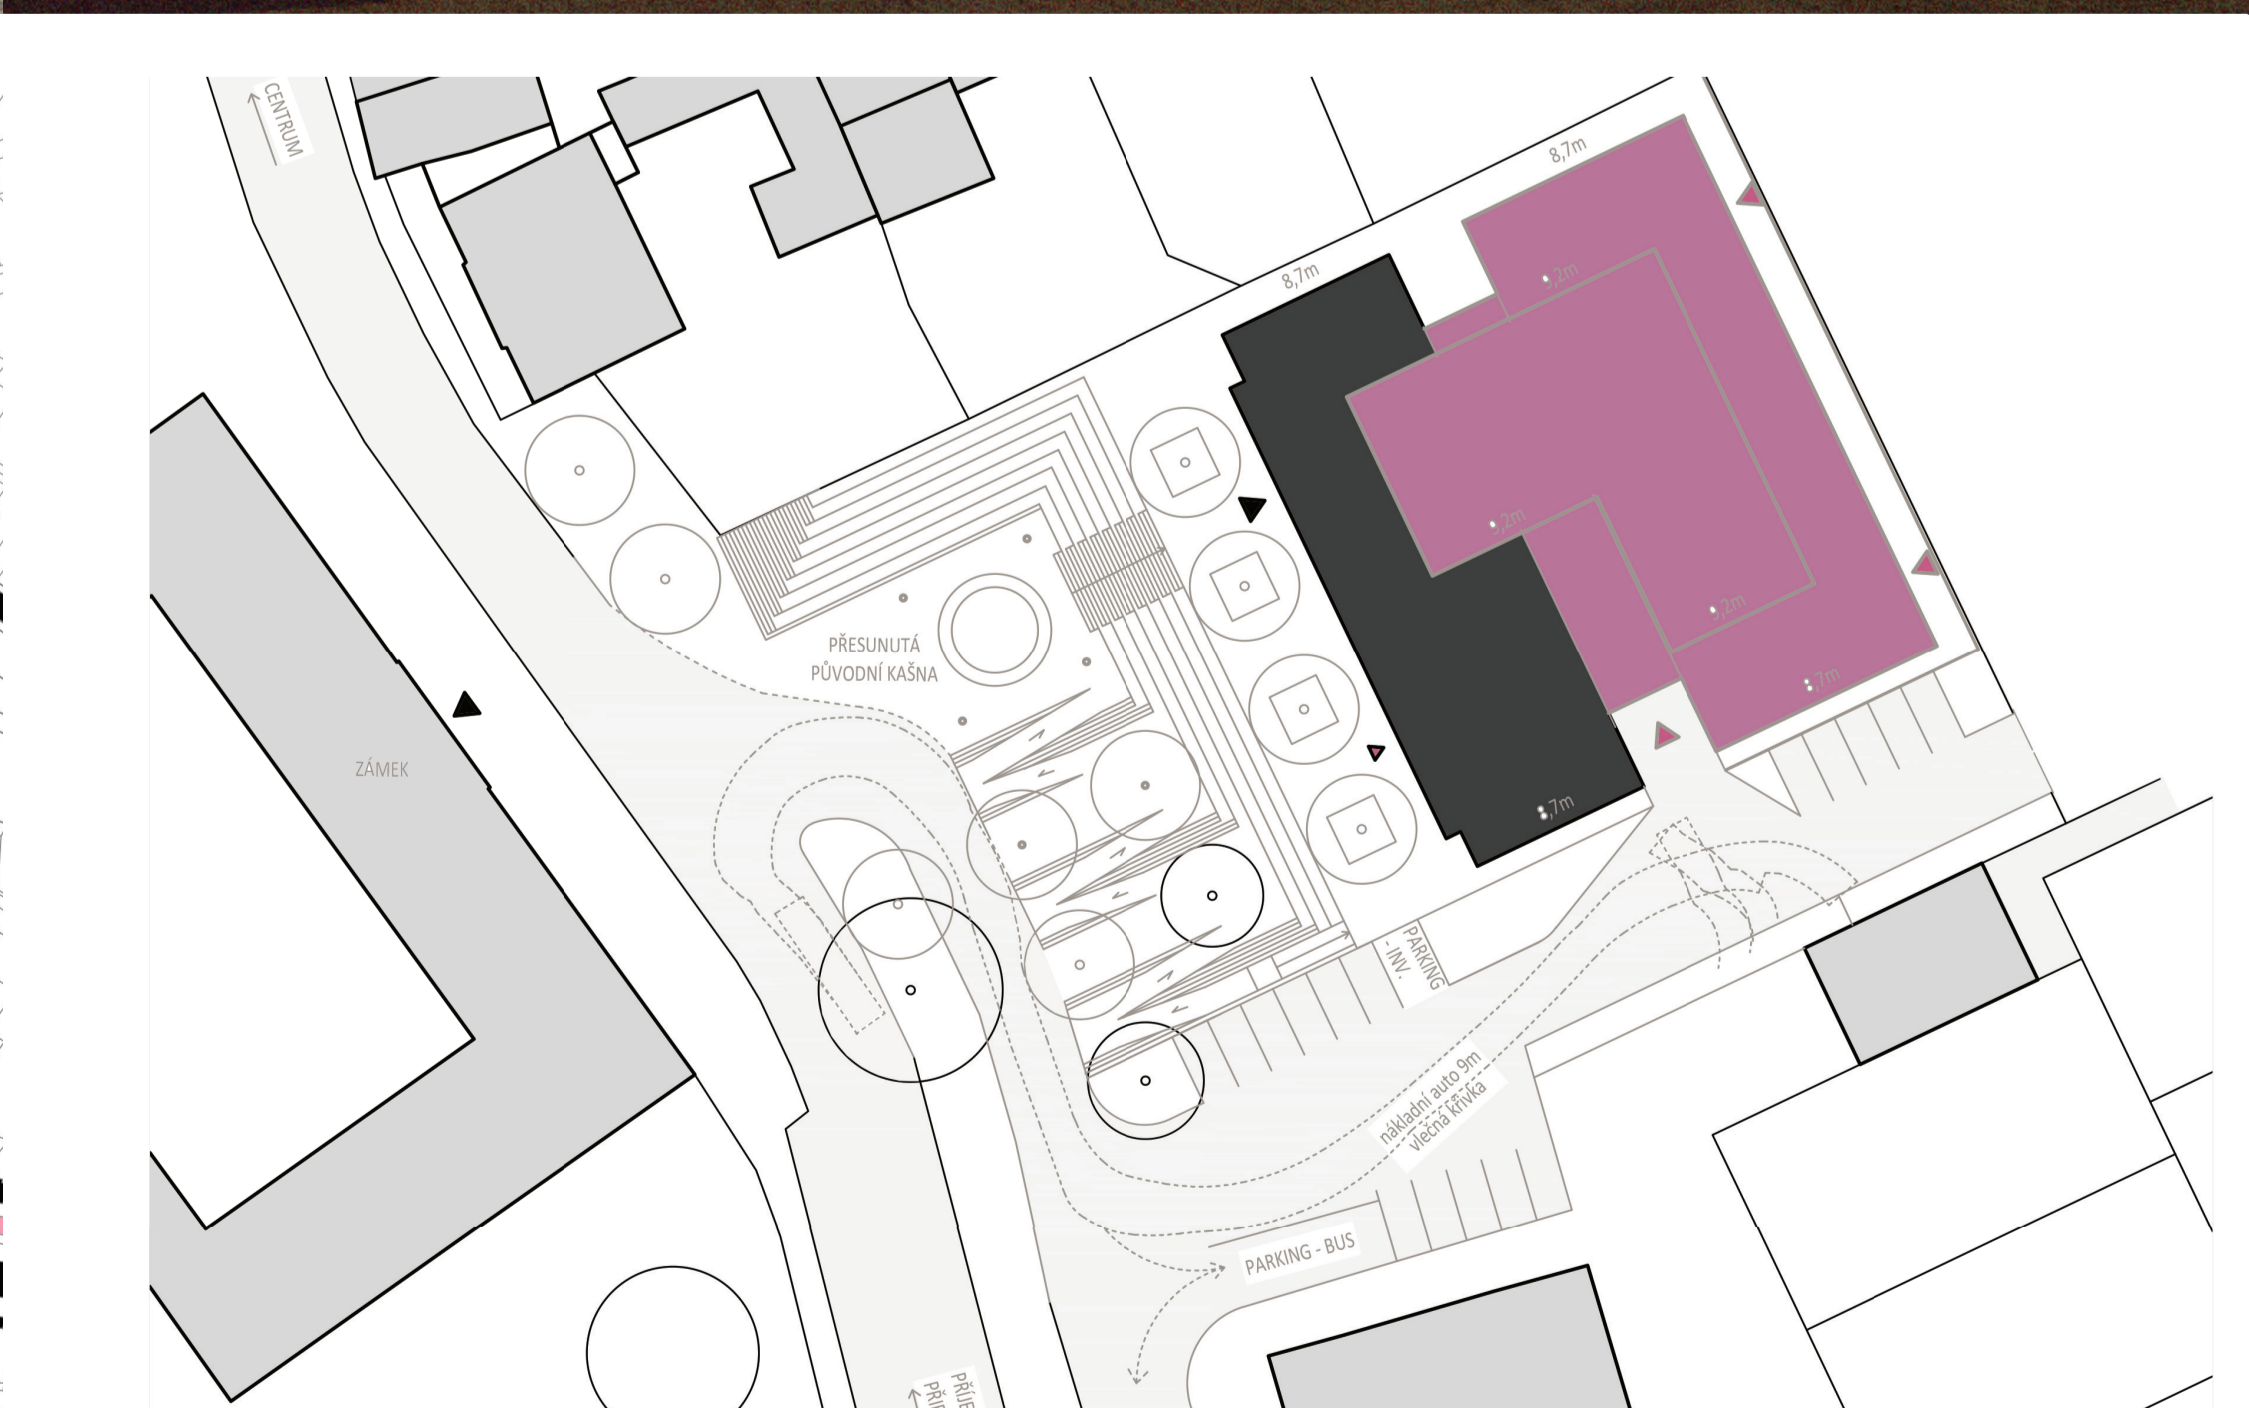 CENTRUM
8,7m
8,7m
9,2m
9,2m
9,2m
8,7m
8,7m
PŘESUNUTÁ
PŮVODNÍ KAŠNA
ZÁMEK
PARKING
- INV.
nákladní auto 9m
vlečná křivka
PARKING - BUS